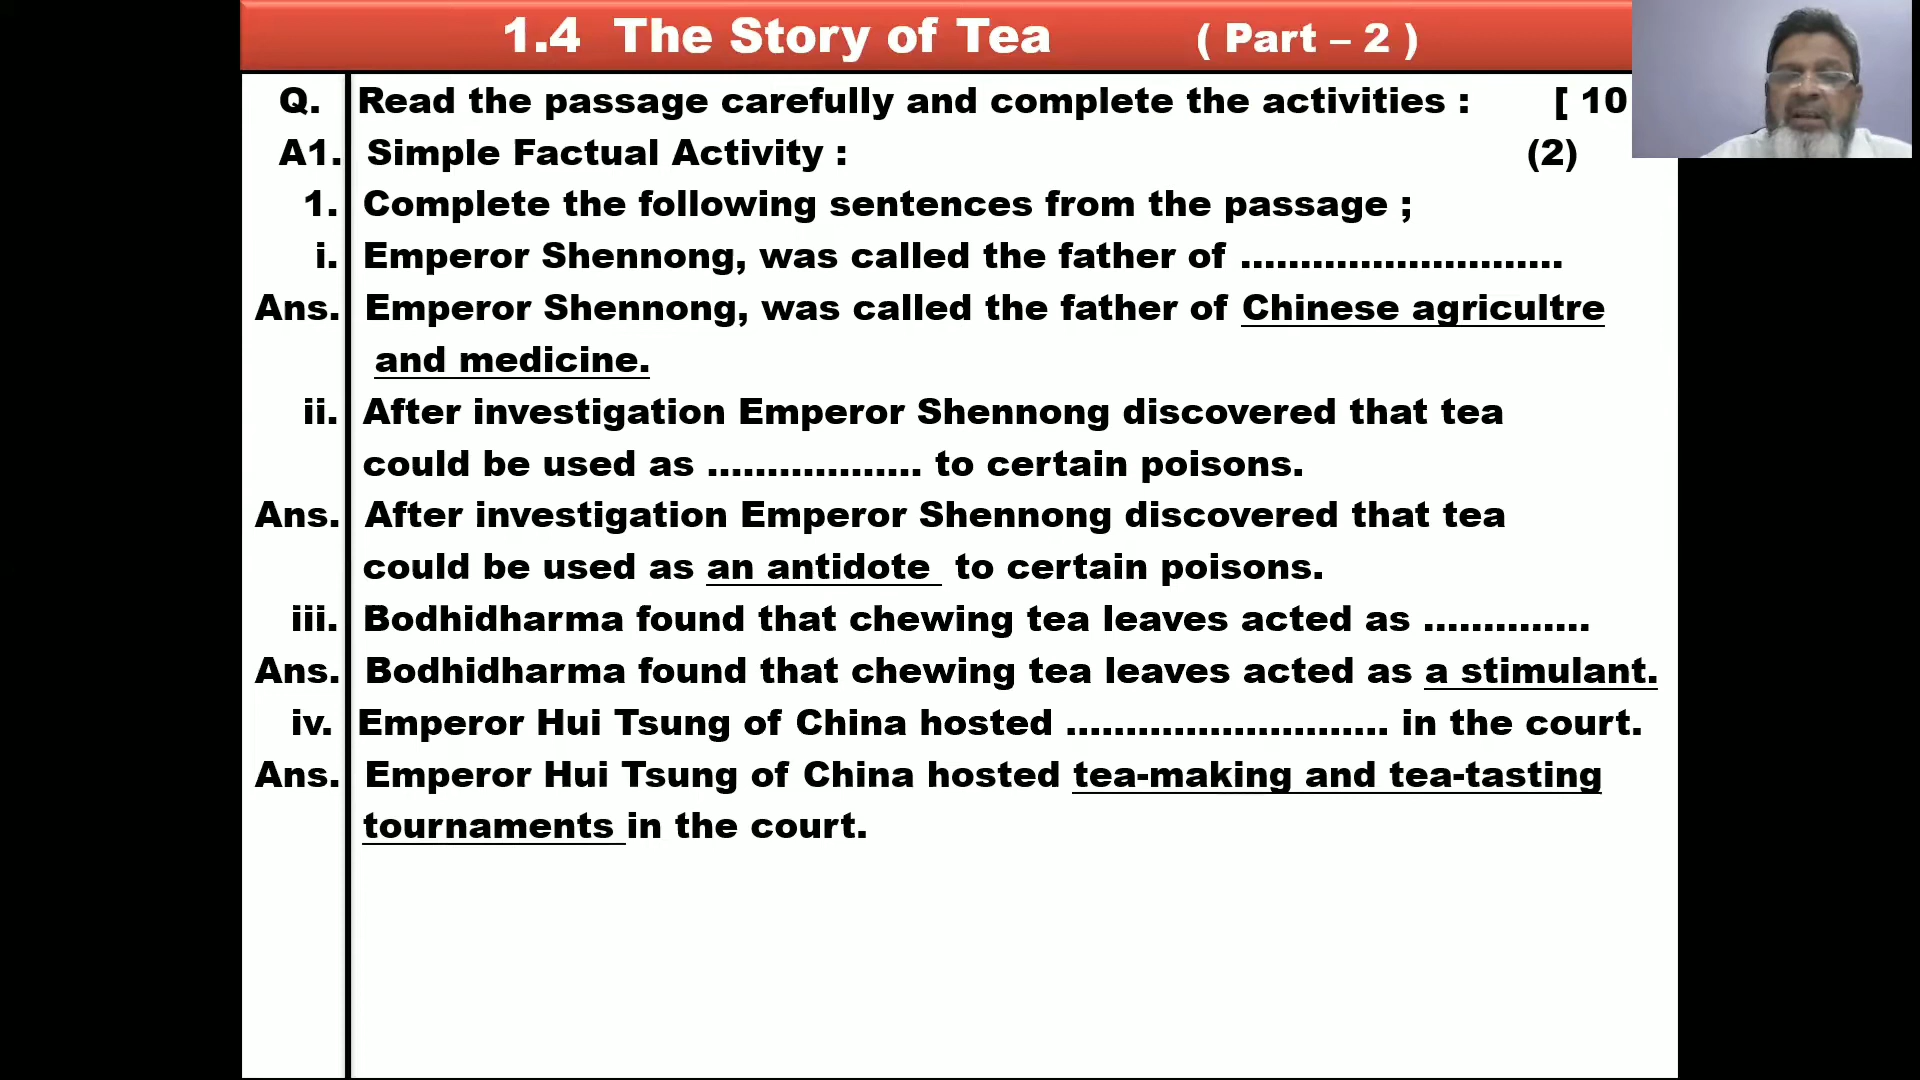 1.4 The Story of Tea ( Part – 2 )
Q. Read the passage carefully and complete the activities : [ 10
A1. Simple Factual Activity : (2)
1. Complete the following sentences from the passage ;
i. Emperor Shennong, was called the father of ...........................
Ans. Emperor Shennong, was called the father of Chinese agricultre
and medicine.
ii. After investigation Emperor Shennong discovered that tea
could be used as .................. to certain poisons.
Ans. After investigation Emperor Shennong discovered that tea
could be used as an antidote to certain poisons.
iii. Bodhidharma found that chewing tea leaves acted as ..............
Ans. Bodhidharma found that chewing tea leaves acted as a stimulant.
iv. Emperor Hui Tsung of China hosted ........................... in the court.
Ans. Emperor Hui Tsung of China hosted tea-making and tea-tasting
tournaments in the court.